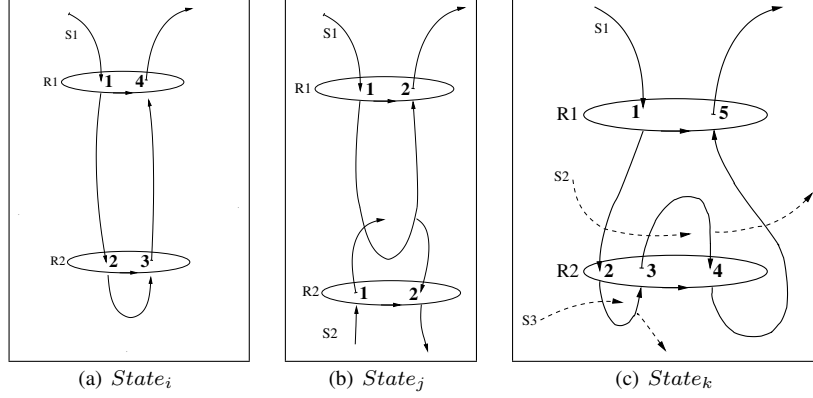 S1
R1 1 4
R2 2 3
(a) State_i
S1
R1 1 2
R2 1 2
S2
(b) State_j
S1
R1 1 5
S2
R2 2 3 4
S3
(c) State_k